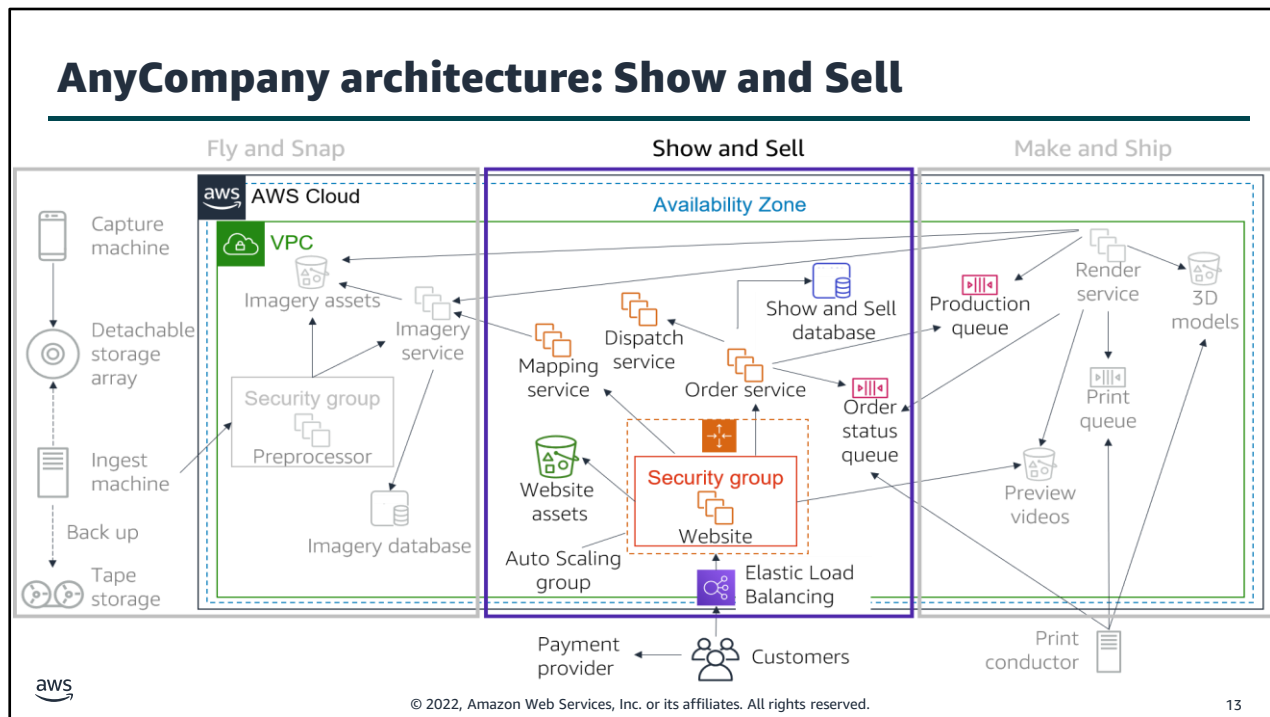 AnyCompany architecture: Show and Sell
Fly and Snap
Show and Sell
Make and Ship
aws
AWS Cloud
Availability Zone
VPC
Capture
machine
Detachable
storage
array
Ingest
machine
Back up
Tape
storage
Imagery assets
Imagery
service
Security group
Preprocessor
Imagery database
Mapping
service
Dispatch
service
Order service
Show and Sell
database
Order
status
queue
Website
assets
Security group
Website
Auto Scaling
group
Elastic Load
Balancing
Production
queue
Render
service
3D
models
Print
queue
Preview
videos
Payment
provider
Customers
Print
conductor
aws
© 2022, Amazon Web Services, Inc. or its affiliates. All rights reserved.
13